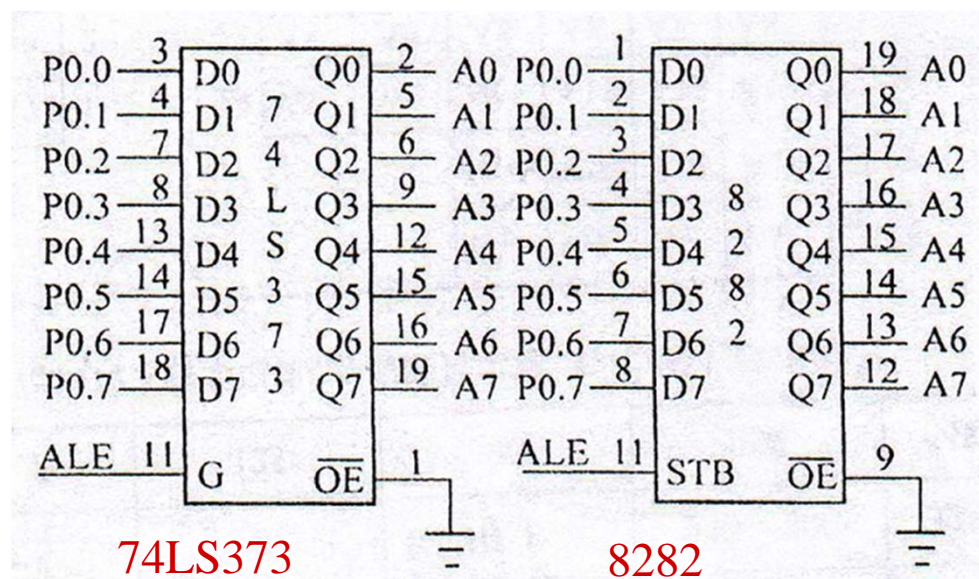 3 2 1 19
P0.0 D0 Q0 A0 P0.0 D0 Q0 A0
4 5 2 18
P0.1 D1 7 Q1 A1 P0.1 D1 Q1 A1
7 6 3 17
P0.2 D2 4 Q2 A2 P0.2 D2 Q2 A2
8 9 4 16
P0.3 D3 L Q3 A3 P0.3 D3 8 Q3 A3
13 12 5 15
P0.4 D4 S Q4 A4 P0.4 D4 2 Q4 A4
14 15 6 14
P0.5 D5 3 Q5 A5 P0.5 D5 8 Q5 A5
17 16 7 13
P0.6 D6 7 Q6 A6 P0.6 D6 2 Q6 A6
18 19 8 12
P0.7 D7 3 Q7 A7 P0.7 D7 Q7 A7
ALE 11 1 ALE 11 9
G OE STB OE
74LS373 8282